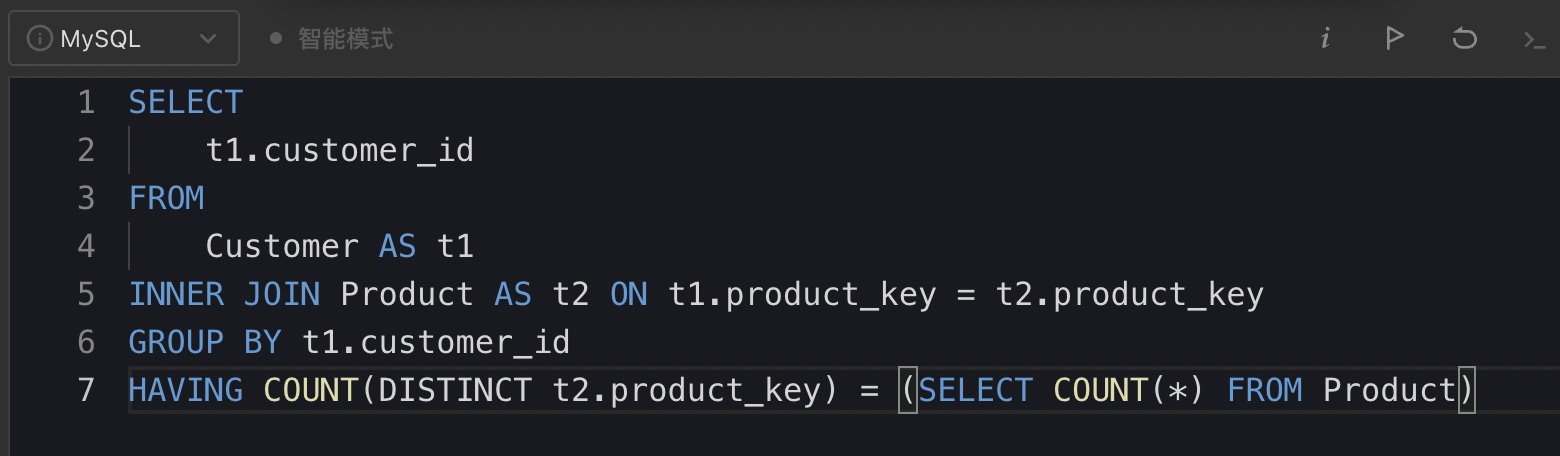 MySQL 智能模式
1 SELECT
2     t1.customer_id
3 FROM
4     Customer AS t1
5 INNER JOIN Product AS t2 ON t1.product_key = t2.product_key
6 GROUP BY t1.customer_id
7 HAVING COUNT(DISTINCT t2.product_key) = (SELECT COUNT(*) FROM Product)